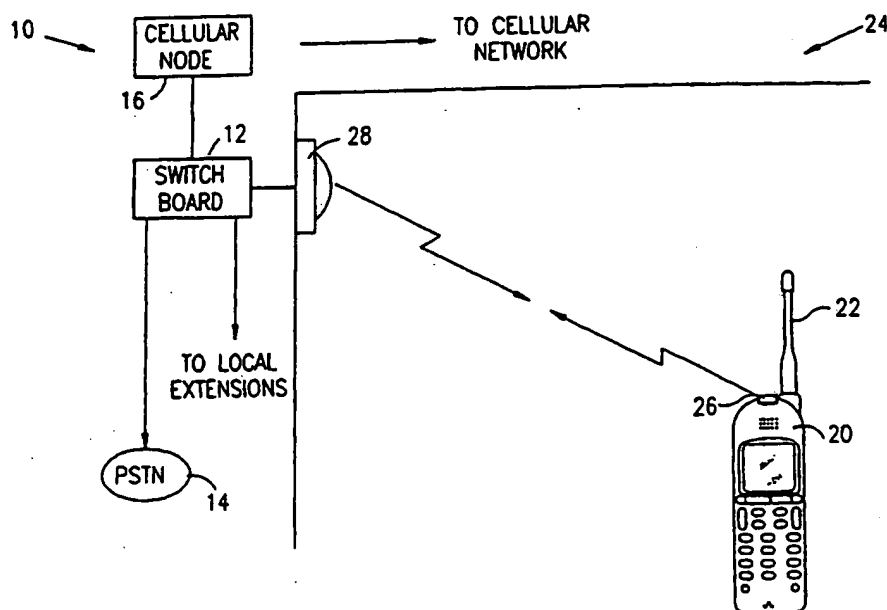 10
CELLULAR
NODE
16
TO CELLULAR
NETWORK
24
12
28
SWITCH
BOARD
22
TO LOCAL
EXTENSIONS
26
20
PSTN
14